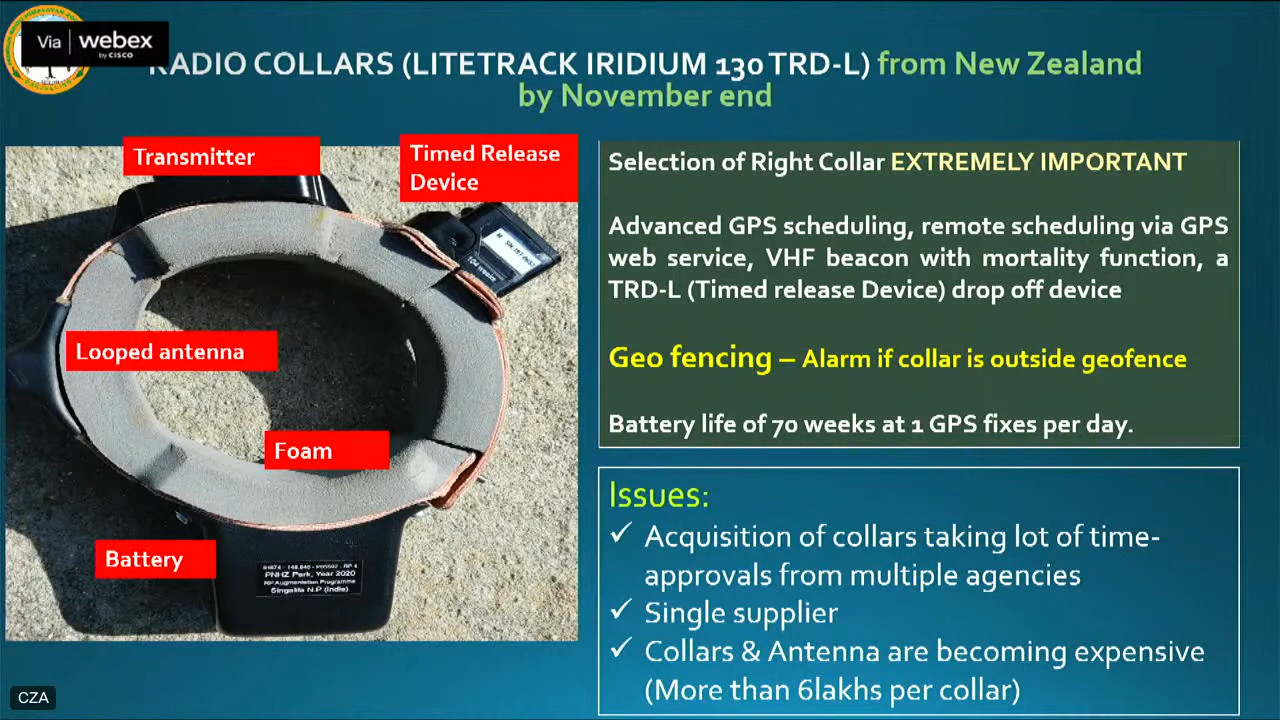 Via webex
by CISCO
RADIO COLLARS (LITETRACK IRIDIUM 130 TRD-L) from New Zealand
by November end
Transmitter
Timed Release
Device
104 weeks
Looped antenna
Foam
Battery
PNHZ Park, Year 2020
RP Augmentation Programme
Singalila N.P (India)
Selection of Right Collar EXTREMELY IMPORTANT
Advanced GPS scheduling, remote scheduling via GPS
web service, VHF beacon with mortality function, a
TRD-L (Timed release Device) drop off device
Geo fencing – Alarm if collar is outside geofence
Battery life of 70 weeks at 1 GPS fixes per day.
Issues:
✓ Acquisition of collars taking lot of time-
approvals from multiple agencies
✓ Single supplier
✓ Collars & Antenna are becoming expensive
(More than 6lakhs per collar)
CZA